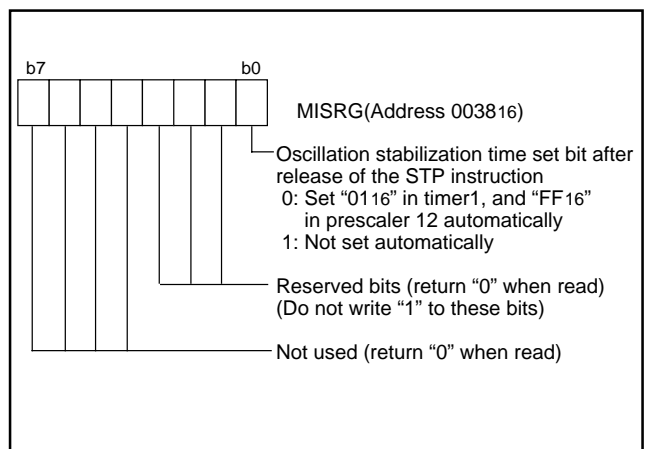 b7 b0
MISRG(Address 003816)
Oscillation stabilization time set bit after
release of the STP instruction
0: Set “0116” in timer1, and “FF16”
in prescaler 12 automatically
1: Not set automatically
Reserved bits (return “0” when read)
(Do not write “1” to these bits)
Not used (return “0” when read)